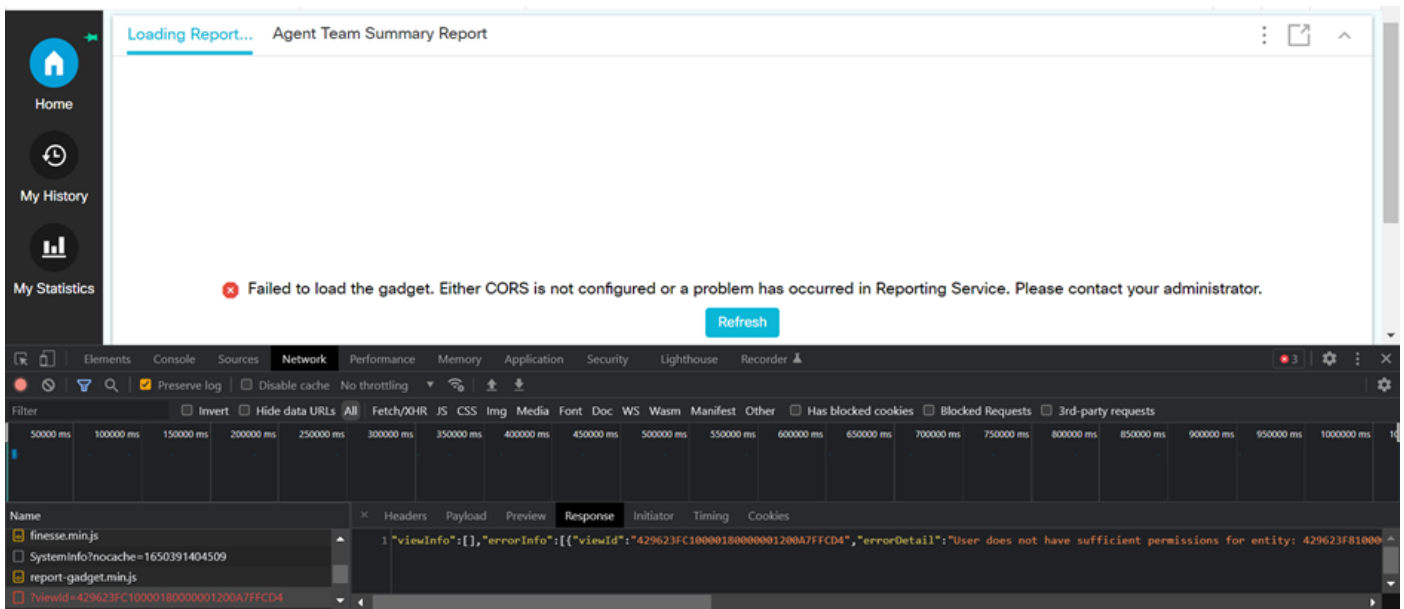 Loading Report... Agent Team Summary Report
Home
My History
My Statistics
Failed to load the gadget. Either CORS is not configured or a problem has occurred in Reporting Service. Please contact your administrator.
Refresh
Elements Console Sources Network Performance Memory Application Security Lighthouse Recorder 3
Preserve log Disable cache No throttling
Filter Invert Hide data URLs All Fetch/XHR JS CSS Img Media Font Doc WS Wasm Manifest Other Has blocked cookies Blocked Requests 3rd-party requests
50000 ms 100000 ms 150000 ms 200000 ms 250000 ms 300000 ms 350000 ms 400000 ms 450000 ms 500000 ms 550000 ms 600000 ms 650000 ms 700000 ms 750000 ms 800000 ms 850000 ms 900000 ms 950000 ms 1000000 ms 10
Name Headers Payload Preview Response Initiator Timing Cookies
finesse.min.js
1 "viewInfo":[],"errorInfo":[{"viewId":"429623FC10000180000001200A7FFCD4","errorDetail":"User does not have sufficient permissions for entity: 429623F81000
SystemInfo?nocache=1650391404509
report-gadget.min.js
?viewId=429623FC10000180000001200A7FFCD4